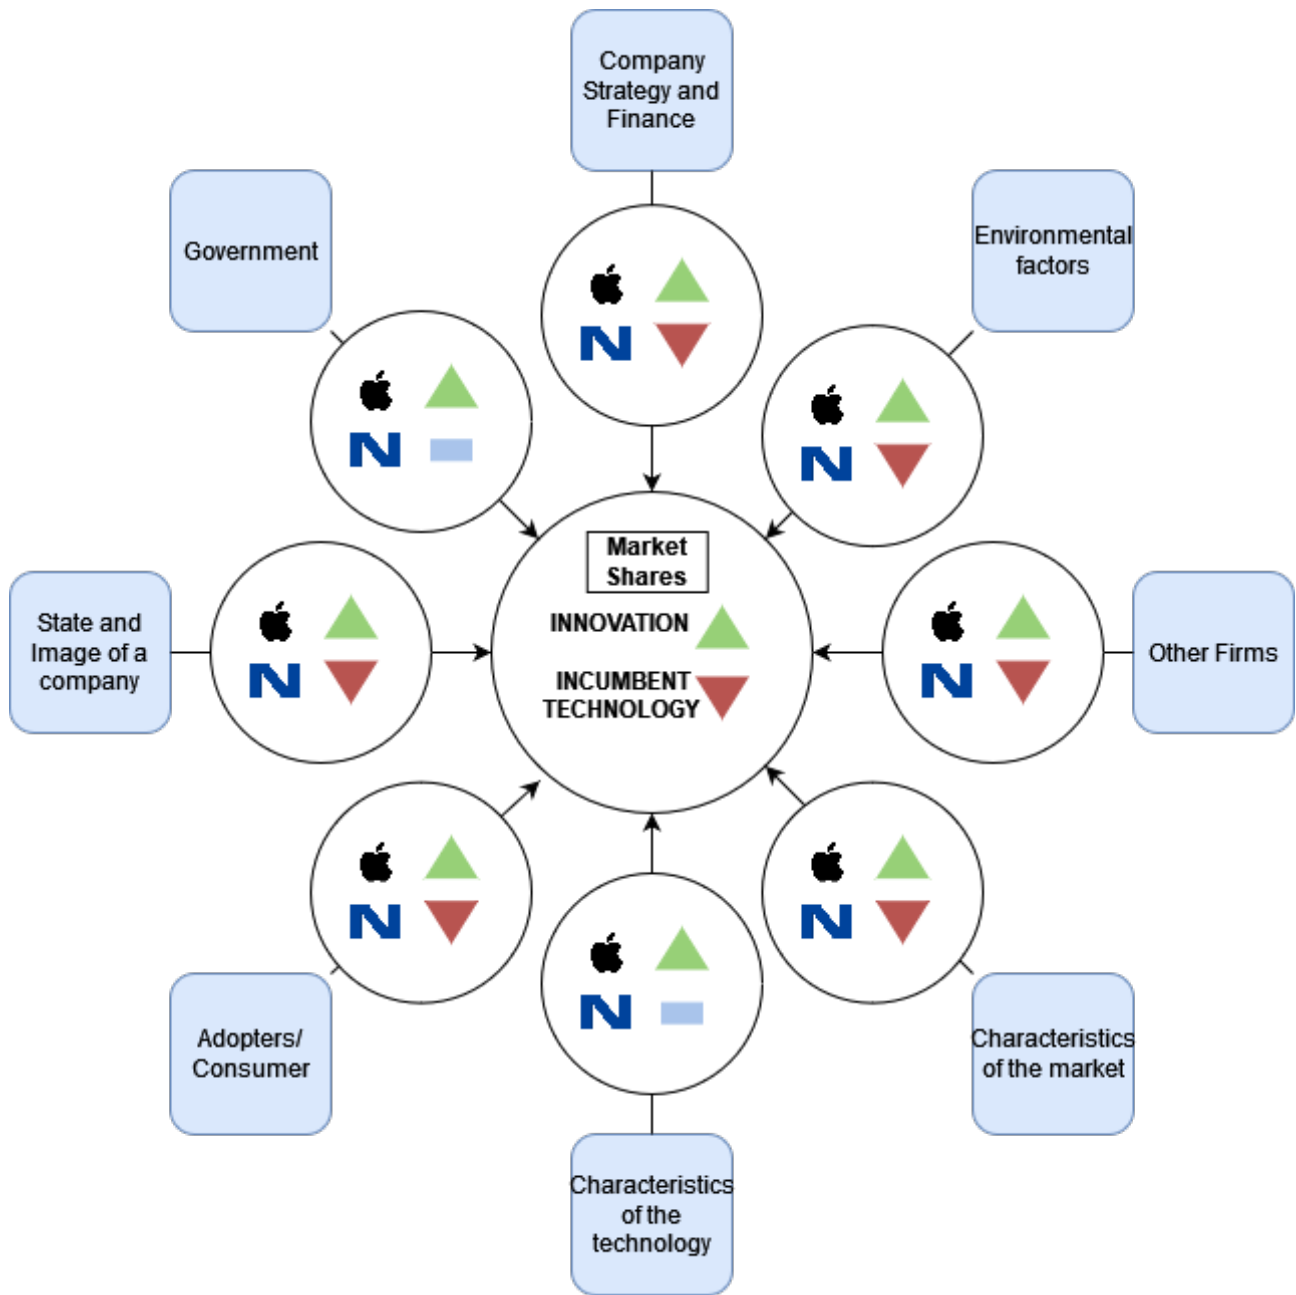 Company
Strategy and
Finance
Government
Environmental
factors
N
N
N
Market
Shares
INNOVATION
INCUMBENT
TECHNOLOGY
State and
Image of a
company
N
N
Other Firms
N
N
N
Adopters/
Consumer
Characteristics
of the market
Characteristics
of the
technology